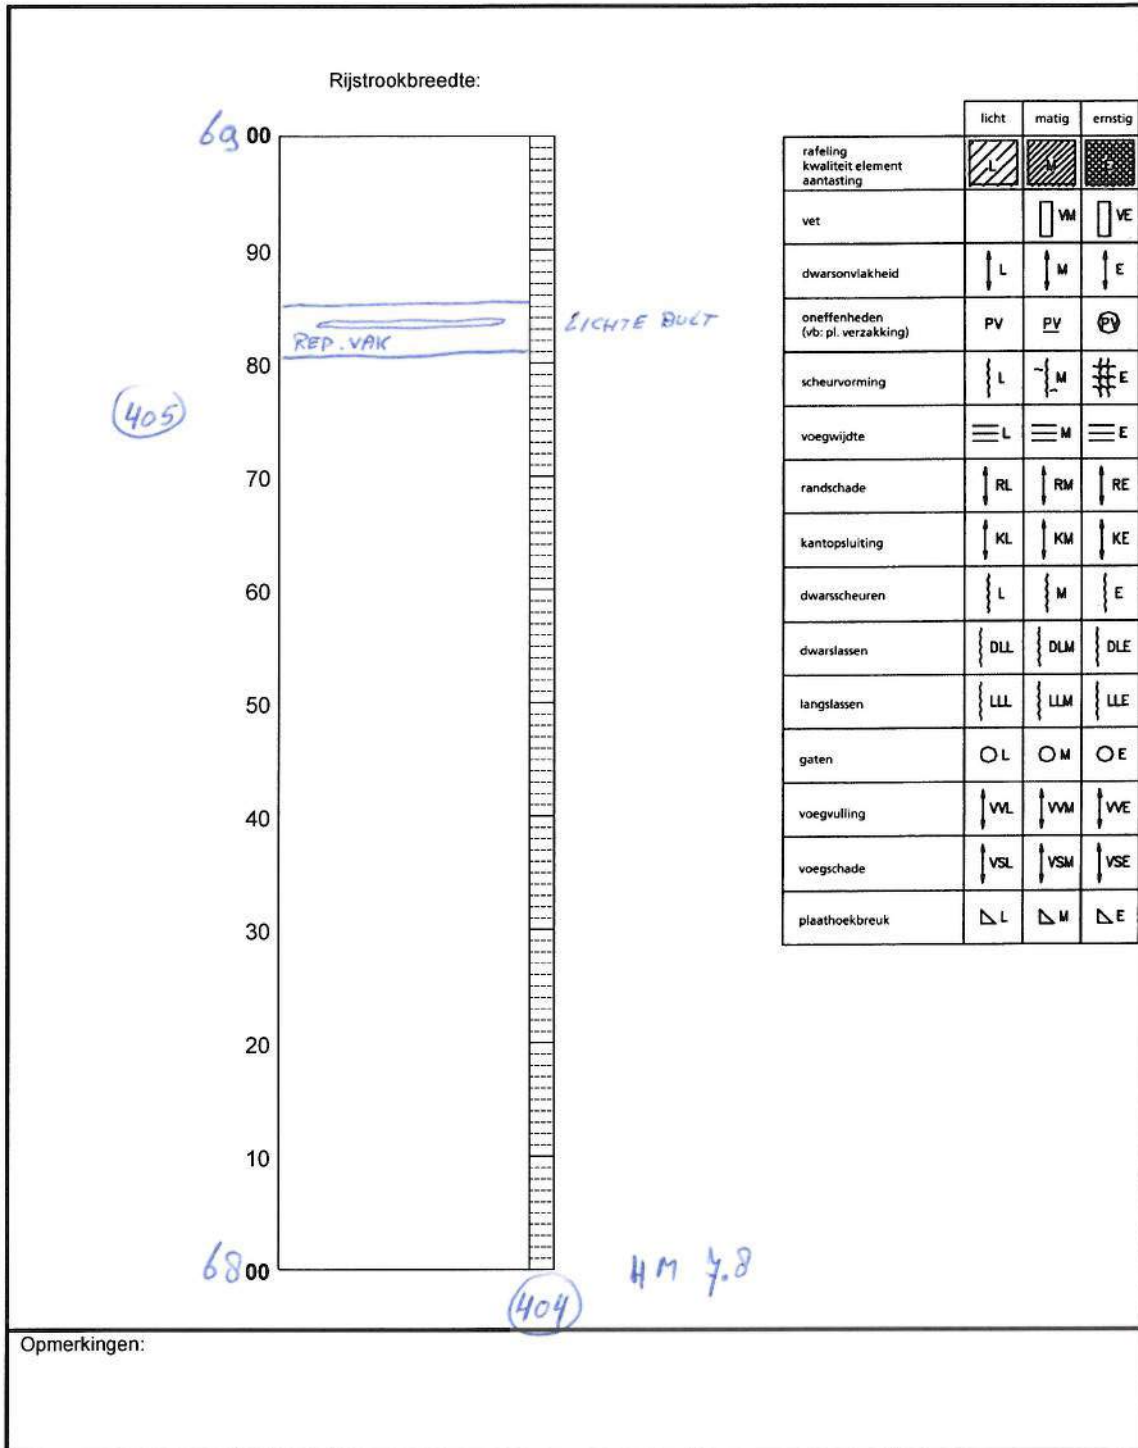 Rijstrookbreedte:
69 00
90
LICHTE BULT
REP. VAK
80
405
70
60
50
40
30
20
10
68 00
HM 7.8
404
licht matig ernstig
rafeling
kwaliteit element
aantasting
L M E
vet
VM VE
dwarsonvlakheid L M E
oneffenheden
(vb: pl. verzakking)
PV PV PV
scheurvorming L M E
voegwijdte L M E
randschade RL RM RE
kantopsluiting KL KM KE
dwarsscheuren L M E
dwarslassen DLL DLM DLE
langslassen LLL LLM LLE
gaten L M E
voegvulling VVL VVM VVE
voegschade VSL VSM VSE
plaathoekbreuk L M E
Opmerkingen: